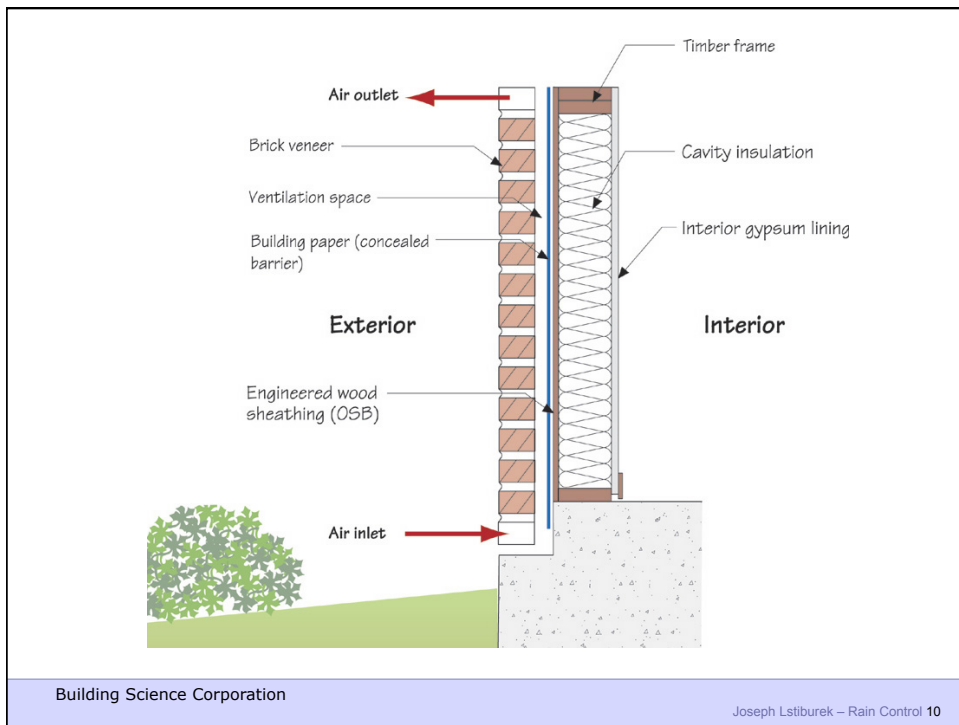 Timber frame
Air outlet
Brick veneer
Cavity insulation
Ventilation space
Interior gypsum lining
Building paper (concealed
barrier)
Exterior
Interior
Engineered wood
sheathing (OSB)
Air inlet
Building Science Corporation
Joseph Lstiburek – Rain Control 10